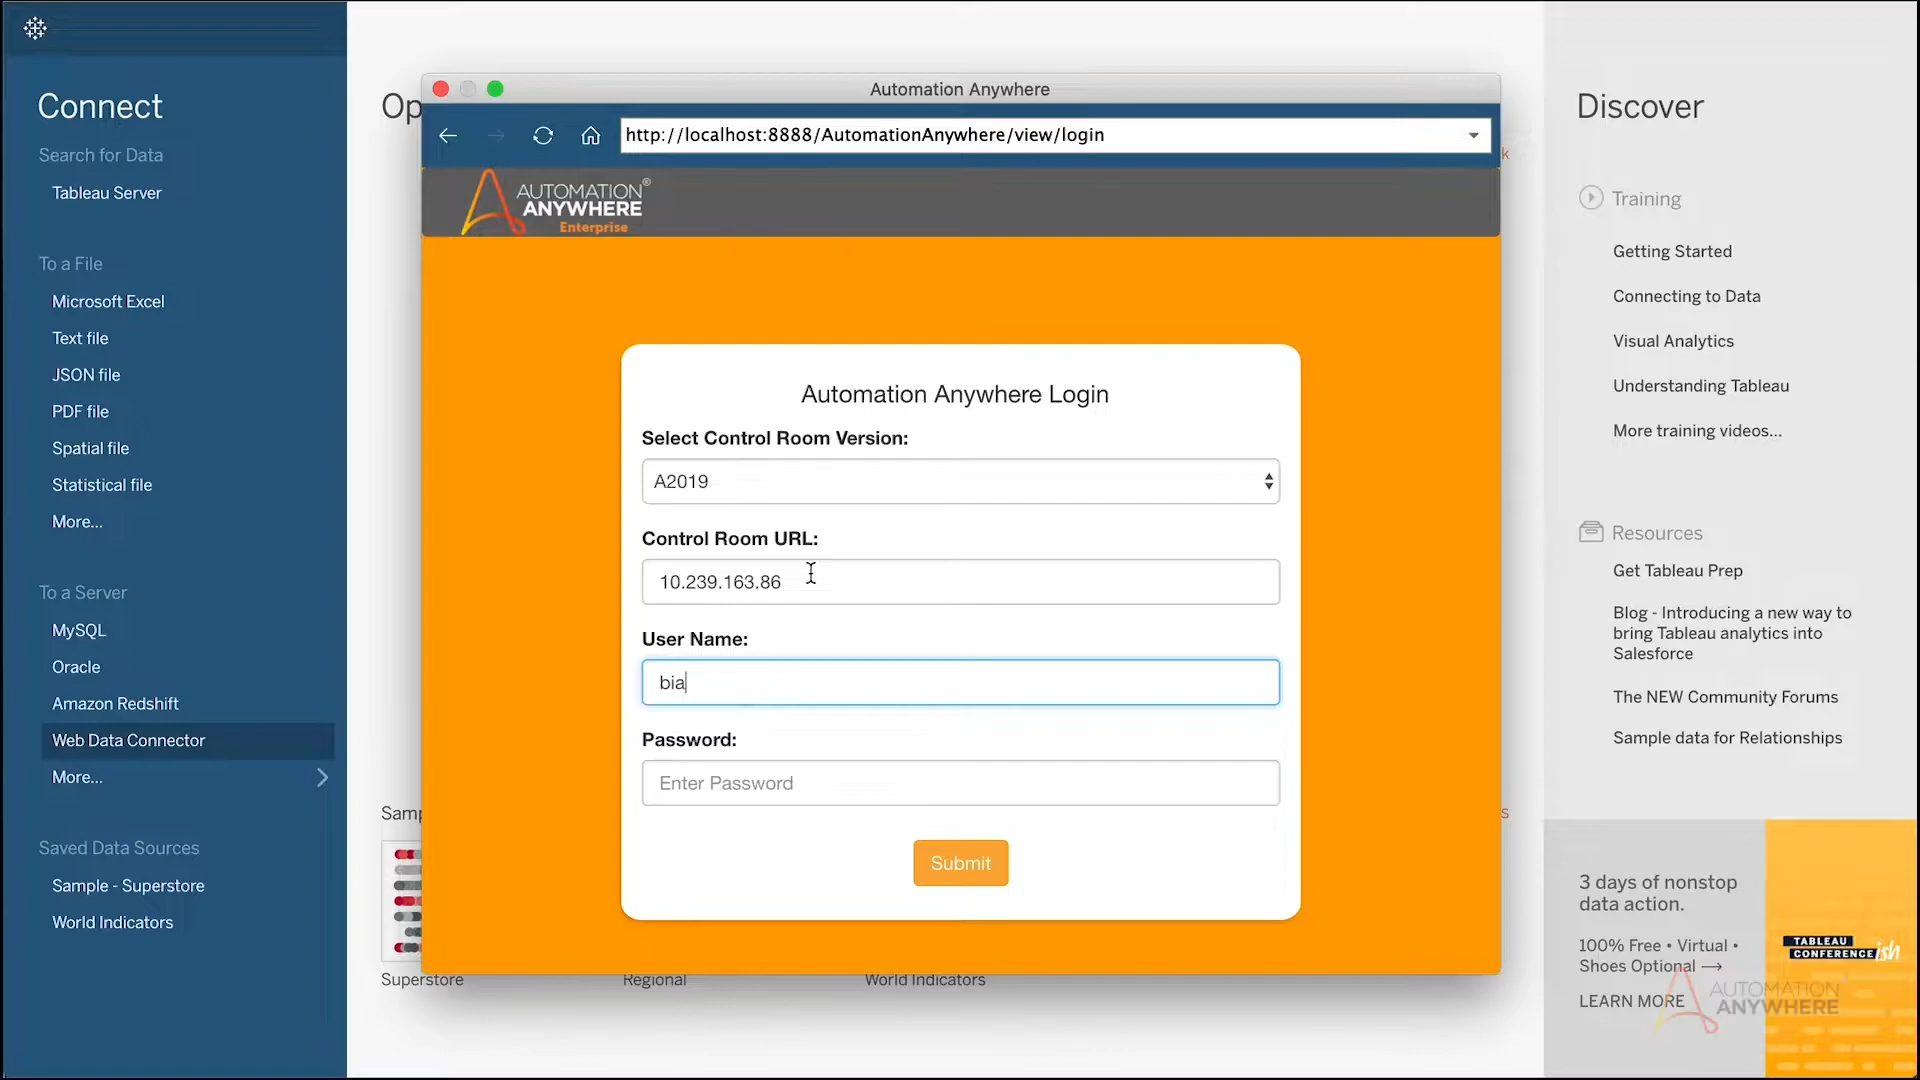 Connect
Search for Data
Tableau Server
To a File
Microsoft Excel
Text file
JSON file
PDF file
Spatial file
Statistical file
More...
To a Server
MySQL
Oracle
Amazon Redshift
Web Data Connector
More...
Saved Data Sources
Sample - Superstore
World Indicators
Op
Automation Anywhere
http://localhost:8888/AutomationAnywhere/view/login
k
AUTOMATION®
ANYWHERE
Enterprise
Automation Anywhere Login
Select Control Room Version:
A2019
Control Room URL:
10.239.163.86
User Name:
bia
Password:
Enter Password
Submit
Samp
s
Superstore
Regional
World Indicators
Discover
Training
Getting Started
Connecting to Data
Visual Analytics
Understanding Tableau
More training videos...
Resources
Get Tableau Prep
Blog - Introducing a new way to
bring Tableau analytics into
Salesforce
The NEW Community Forums
Sample data for Relationships
3 days of nonstop
data action.
100% Free • Virtual •
Shoes Optional →
LEARN MORE
TABLEAU
CONFERENCE ish
AUTOMATION
ANYWHERE